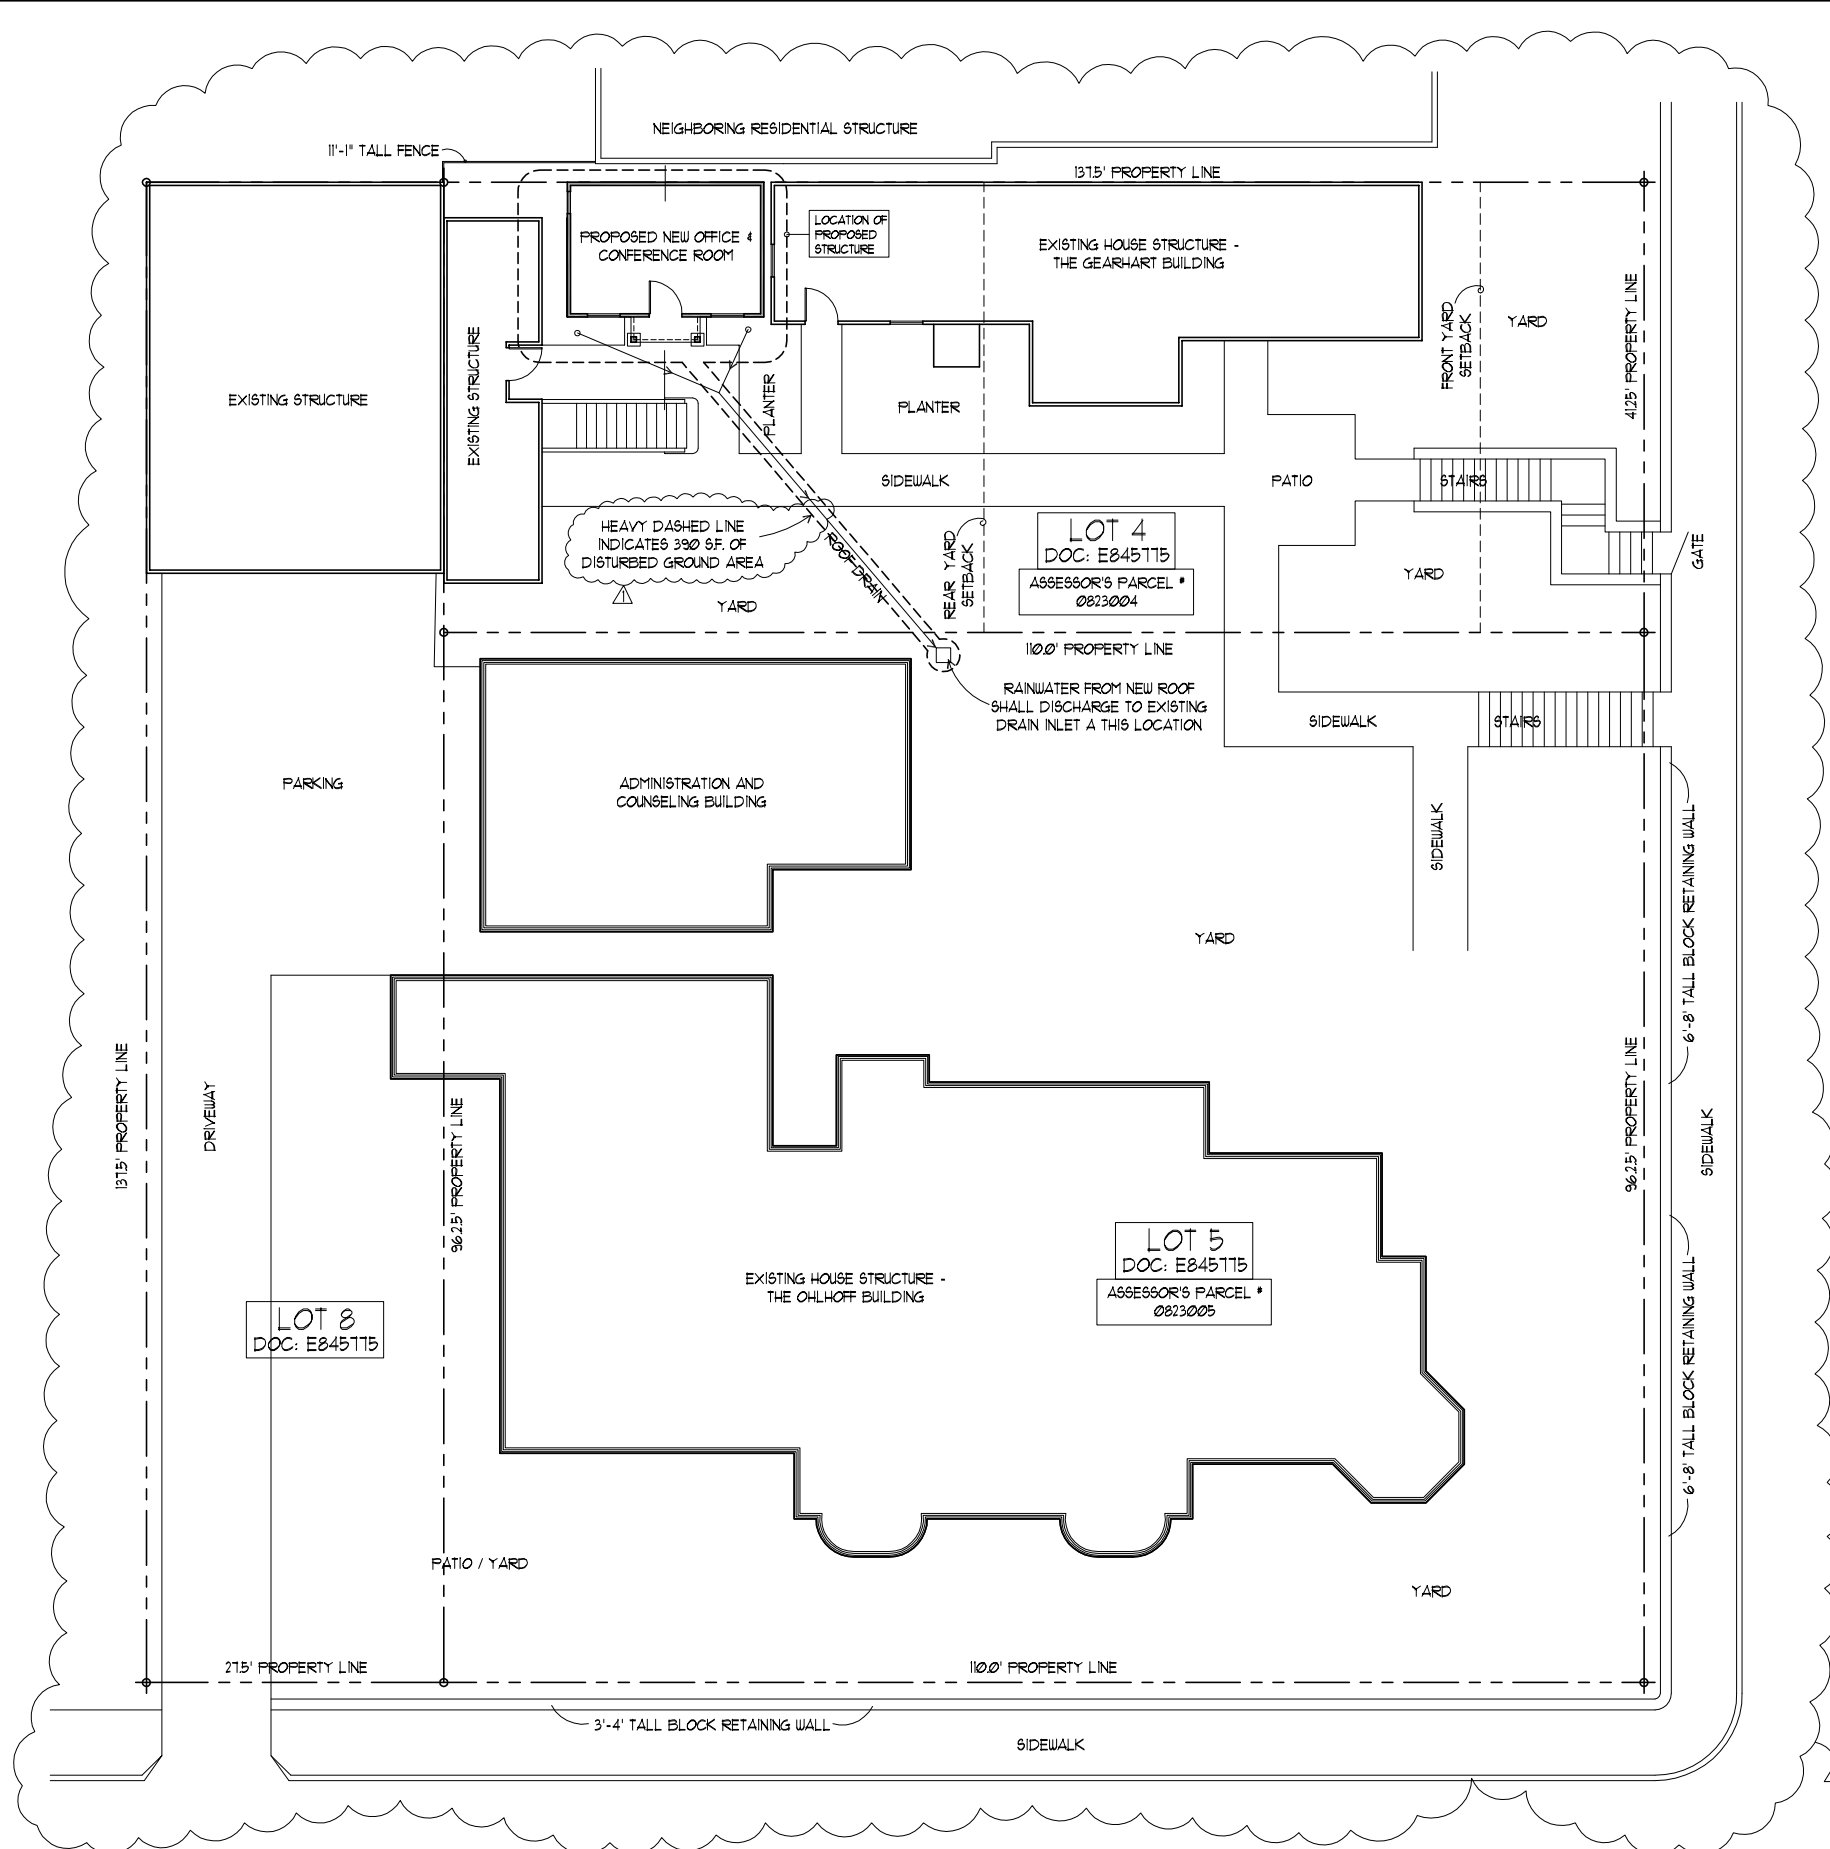 NEIGHBORING RESIDENTIAL STRUCTURE
11'-1" TALL FENCE
137.5' PROPERTY LINE
LOCATION OF
PROPOSED
STRUCTURE
PROPOSED NEW OFFICE &
CONFERENCE ROOM
EXISTING HOUSE STRUCTURE -
THE GEARHART BUILDING
YARD
FRONT YARD
SETBACK
41.25' PROPERTY LINE
EXISTING STRUCTURE
EXISTING STRUCTURE
PLANTER
PLANTER
SIDEWALK
PATIO
STAIRS
GATE
HEAVY DASHED LINE
INDICATES 390 S.F. OF
DISTURBED GROUND AREA
1
ROOF DRAIN
REAR YARD
SETBACK
LOT 4
DOC: E845775
ASSESSOR'S PARCEL #
0823004
YARD
YARD
110.0' PROPERTY LINE
RAINWATER FROM NEW ROOF
SHALL DISCHARGE TO EXISTING
DRAIN INLET A THIS LOCATION
SIDEWALK
STAIRS
PARKING
ADMINISTRATION AND
COUNSELING BUILDING
SIDEWALK
6'-8' TALL BLOCK RETAINING WALL
YARD
137.5' PROPERTY LINE
DRIVEWAY
96.25' PROPERTY LINE
96.25' PROPERTY LINE
SIDEWALK
LOT 5
DOC: E845775
ASSESSOR'S PARCEL #
0823005
EXISTING HOUSE STRUCTURE -
THE OHLHOFF BUILDING
LOT 8
DOC: E845775
6'-8' TALL BLOCK RETAINING WALL
PATIO / YARD
YARD
27.5' PROPERTY LINE
110.0' PROPERTY LINE
3'-4' TALL BLOCK RETAINING WALL
SIDEWALK